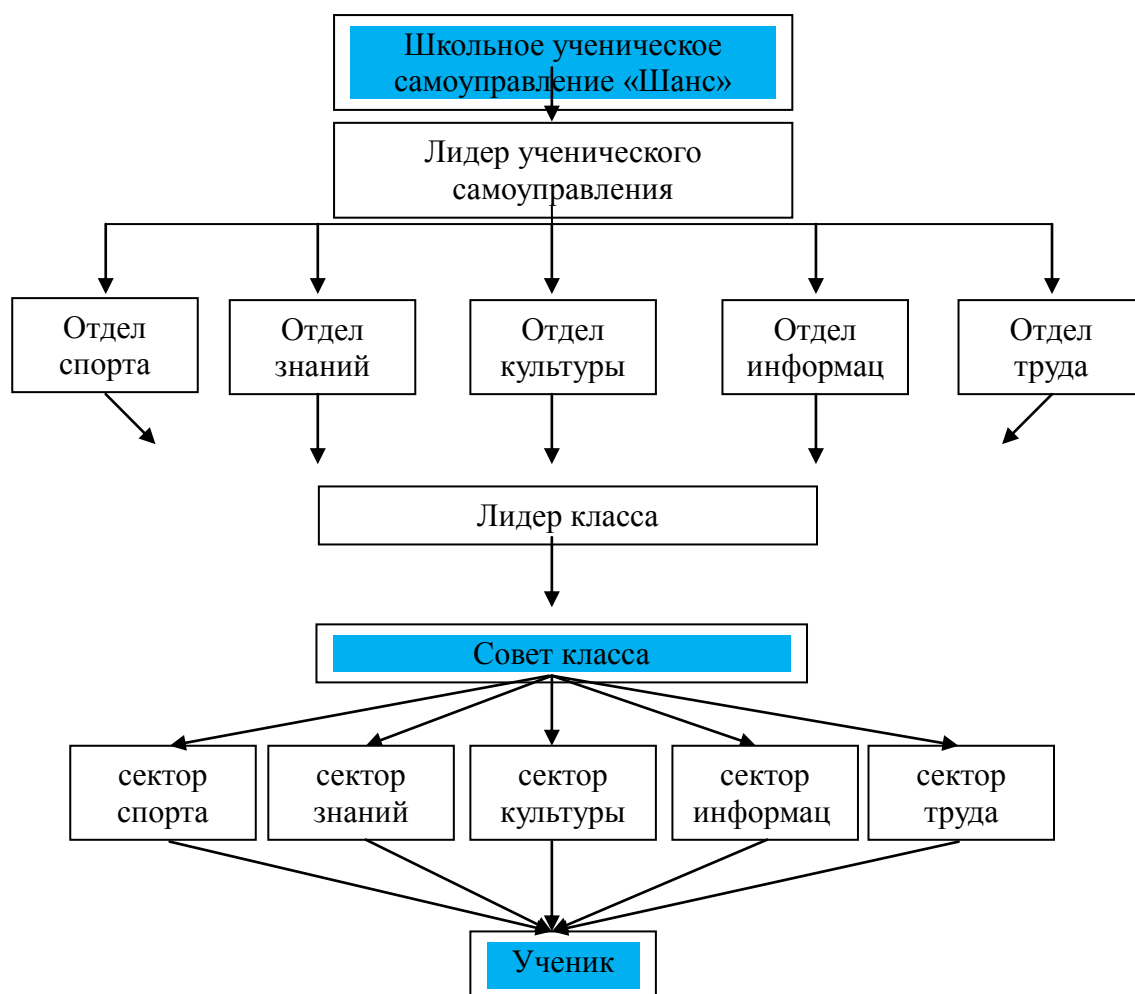 Школьное ученическое
самоуправление «Шанс»
Лидер ученического
самоуправления
Отдел
спорта
Отдел
знаний
Отдел
культуры
Отдел
информац
Отдел
труда
Лидер класса
Совет класса
сектор
спорта
сектор
знаний
сектор
культуры
сектор
информац
сектор
труда
Ученик